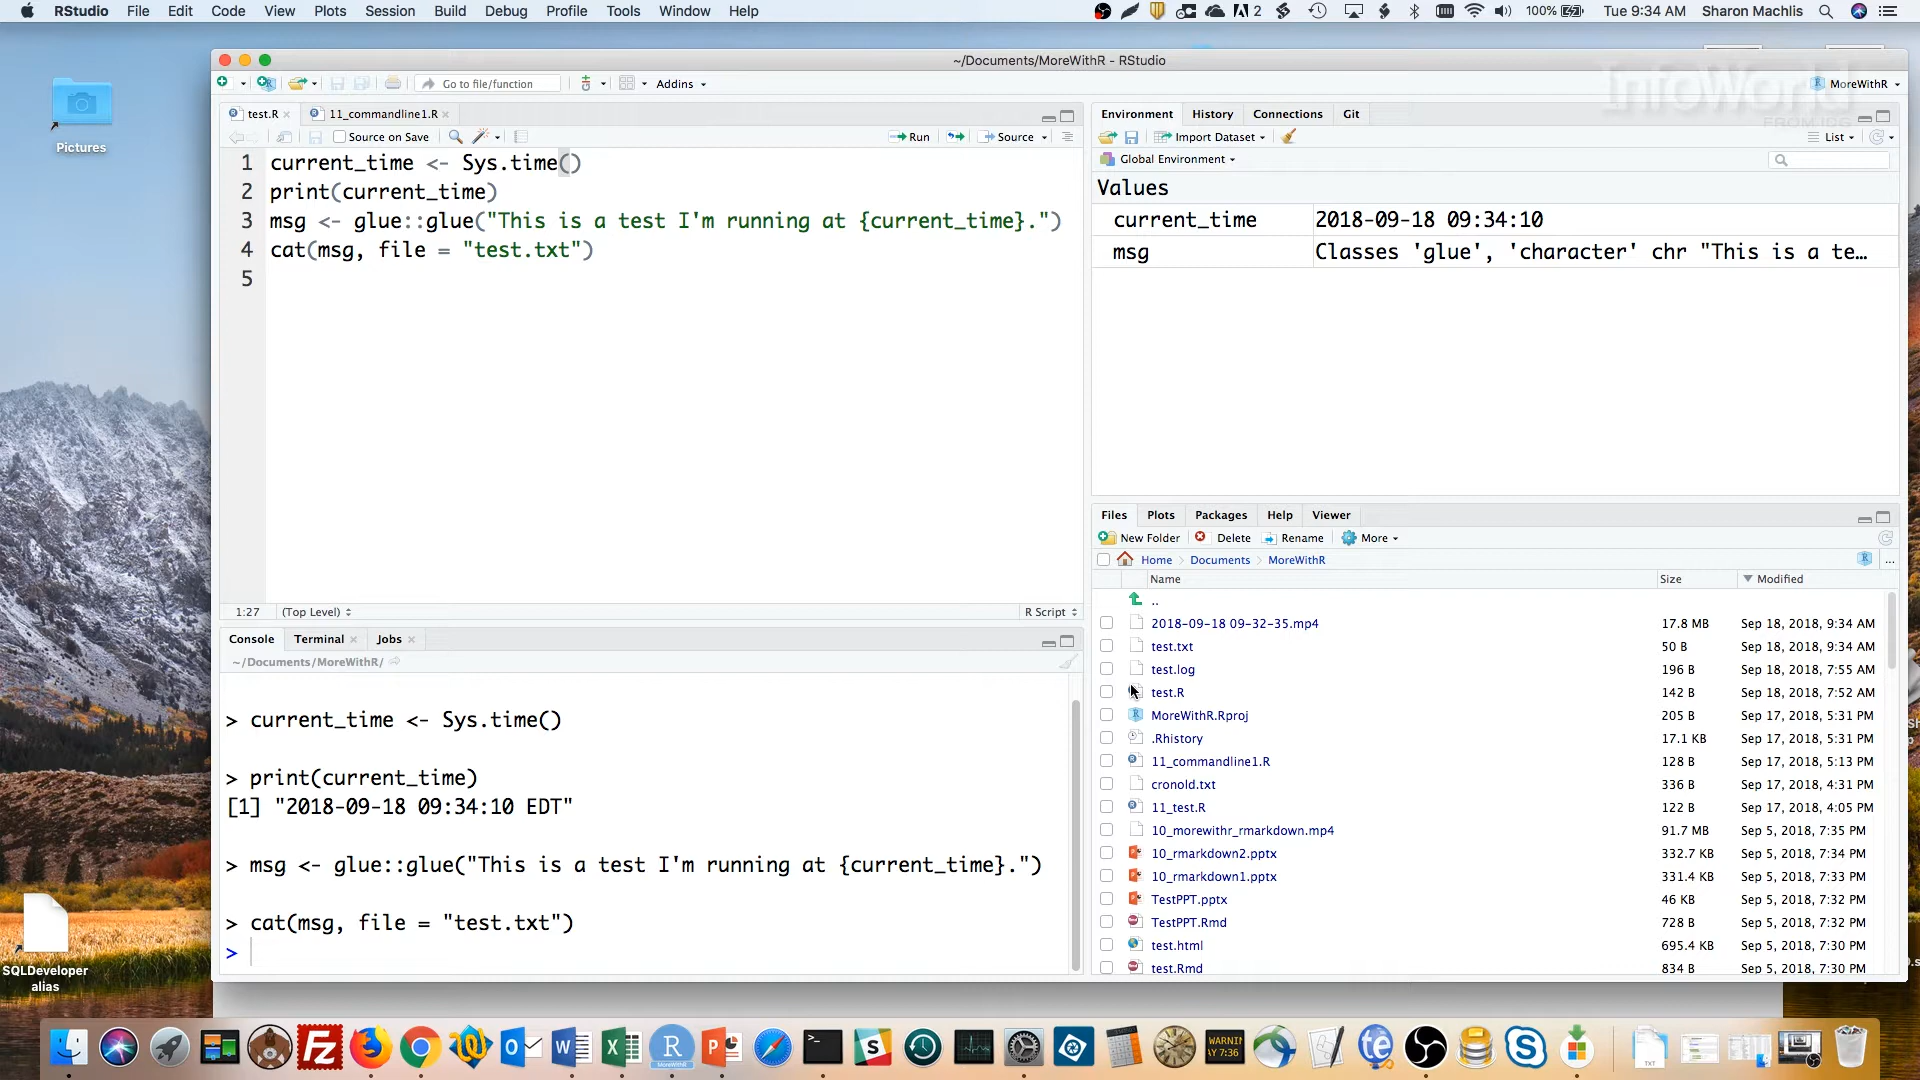 RStudio File Edit Code View Plots Session Build Debug Profile Tools Window Help 2 100% Tue 9:34 AM Sharon Machlis
~/Documents/MoreWithR - RStudio
Go to file/function Addins MoreWithR
InfoWorld
FROM IDG
Pictures
test.R 11_commandline1.R
Source on Save Run Source
1 current_time <- Sys.time()
2 print(current_time)
3 msg <- glue::glue("This is a test I'm running at {current_time}.")
4 cat(msg, file = "test.txt")
5
1:27 (Top Level) R Script
Environment History Connections Git
Import Dataset List
Global Environment
Values
current_time 2018-09-18 09:34:10
msg Classes 'glue', 'character' chr "This is a te…
Console Terminal Jobs
~/Documents/MoreWithR/
> current_time <- Sys.time()
> print(current_time)
[1] "2018-09-18 09:34:10 EDT"
> msg <- glue::glue("This is a test I'm running at {current_time}.")
> cat(msg, file = "test.txt")
>
Files Plots Packages Help Viewer
New Folder Delete Rename More
Home Documents MoreWithR ...
Name Size Modified
..
2018-09-18 09-32-35.mp4 17.8 MB Sep 18, 2018, 9:34 AM
test.txt 50 B Sep 18, 2018, 9:34 AM
test.log 196 B Sep 18, 2018, 7:55 AM
test.R 142 B Sep 18, 2018, 7:52 AM
MoreWithR.Rproj 205 B Sep 17, 2018, 5:31 PM
.Rhistory 17.1 KB Sep 17, 2018, 5:31 PM
11_commandline1.R 128 B Sep 17, 2018, 5:13 PM
cronold.txt 336 B Sep 17, 2018, 4:31 PM
11_test.R 122 B Sep 17, 2018, 4:05 PM
10_morewithr_rmarkdown.mp4 91.7 MB Sep 5, 2018, 7:35 PM
10_rmarkdown2.pptx 332.7 KB Sep 5, 2018, 7:34 PM
10_rmarkdown1.pptx 331.4 KB Sep 5, 2018, 7:33 PM
TestPPT.pptx 46 KB Sep 5, 2018, 7:32 PM
TestPPT.Rmd 728 B Sep 5, 2018, 7:32 PM
test.html 695.4 KB Sep 5, 2018, 7:30 PM
test.Rmd 834 B Sep 5, 2018, 7:30 PM
SQLDeveloper
alias